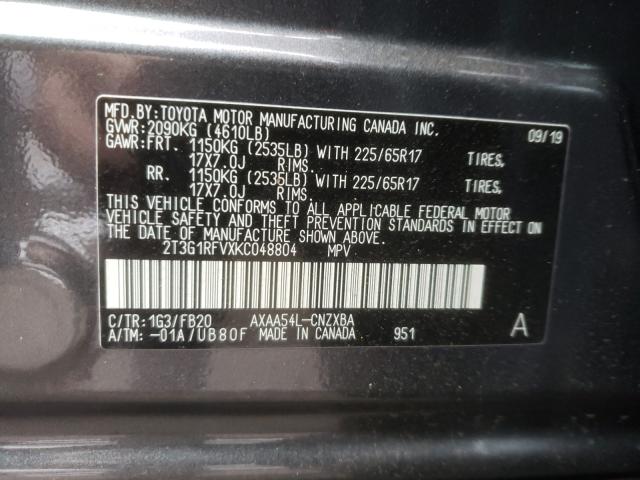 MFD.BY:TOYOTA MOTOR MANUFACTURING CANADA INC.
GVWR:2090KG (4610LB) 09/19
GAWR:FRT. 1150KG (2535LB) WITH 225/65R17 TIRES,
17X7.0J RIMS.
RR. 1150KG (2535LB) WITH 225/65R17 TIRES,
17X7.0J RIMS.
THIS VEHICLE CONFORMS TO ALL APPLICABLE FEDERAL MOTOR
VEHICLE SAFETY AND THEFT PREVENTION STANDARDS IN EFFECT ON
THE DATE OF MANUFACTURE SHOWN ABOVE.
2T3G1RFVXKC048804 MPV
C/TR:1G3/FB20 AXAA54L-CNZXBA
A/TM:-01A/UB80F MADE IN CANADA 951 A